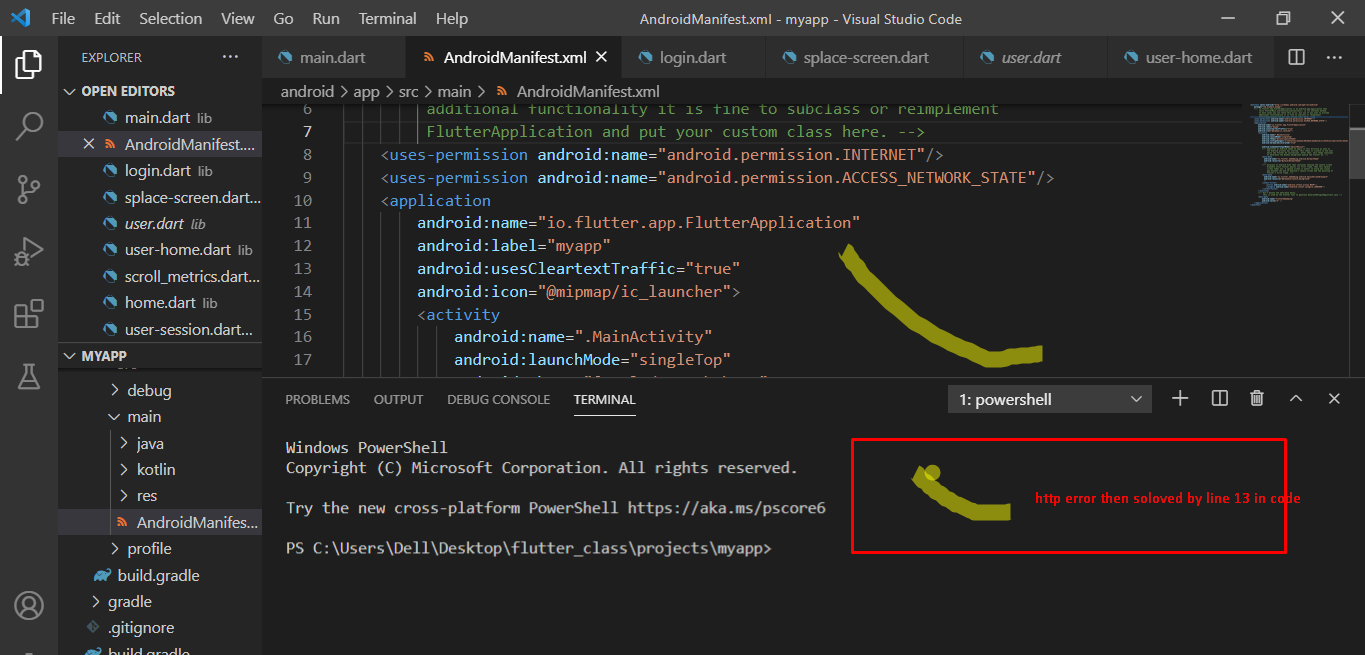 File Edit Selection View Go Run Terminal Help
AndroidManifest.xml - myapp - Visual Studio Code
EXPLORER
OPEN EDITORS
main.dart lib
AndroidManifest....
login.dart lib
splace-screen.dart...
user.dart lib
user-home.dart lib
scroll_metrics.dart...
home.dart lib
user-session.dart...
MYAPP
debug
main
java
kotlin
res
AndroidManifes...
profile
build.gradle
gradle
.gitignore
build.gradle
main.dart AndroidManifest.xml login.dart splace-screen.dart user.dart user-home.dart
android > app > src > main > AndroidManifest.xml
6 additional functionality it is fine to subclass or reimplement
7 FlutterApplication and put your custom class here. -->
8 <uses-permission android:name="android.permission.INTERNET"/>
9 <uses-permission android:name="android.permission.ACCESS_NETWORK_STATE"/>
10 <application
11 android:name="io.flutter.app.FlutterApplication"
12 android:label="myapp"
13 android:usesCleartextTraffic="true"
14 android:icon="@mipmap/ic_launcher">
15 <activity
16 android:name=".MainActivity"
17 android:launchMode="singleTop"
PROBLEMS OUTPUT DEBUG CONSOLE TERMINAL 1: powershell
Windows PowerShell
Copyright (C) Microsoft Corporation. All rights reserved.
Try the new cross-platform PowerShell https://aka.ms/pscore6
PS C:\Users\Dell\Desktop\flutter_class\projects\myapp>
http error then soloved by line 13 in code